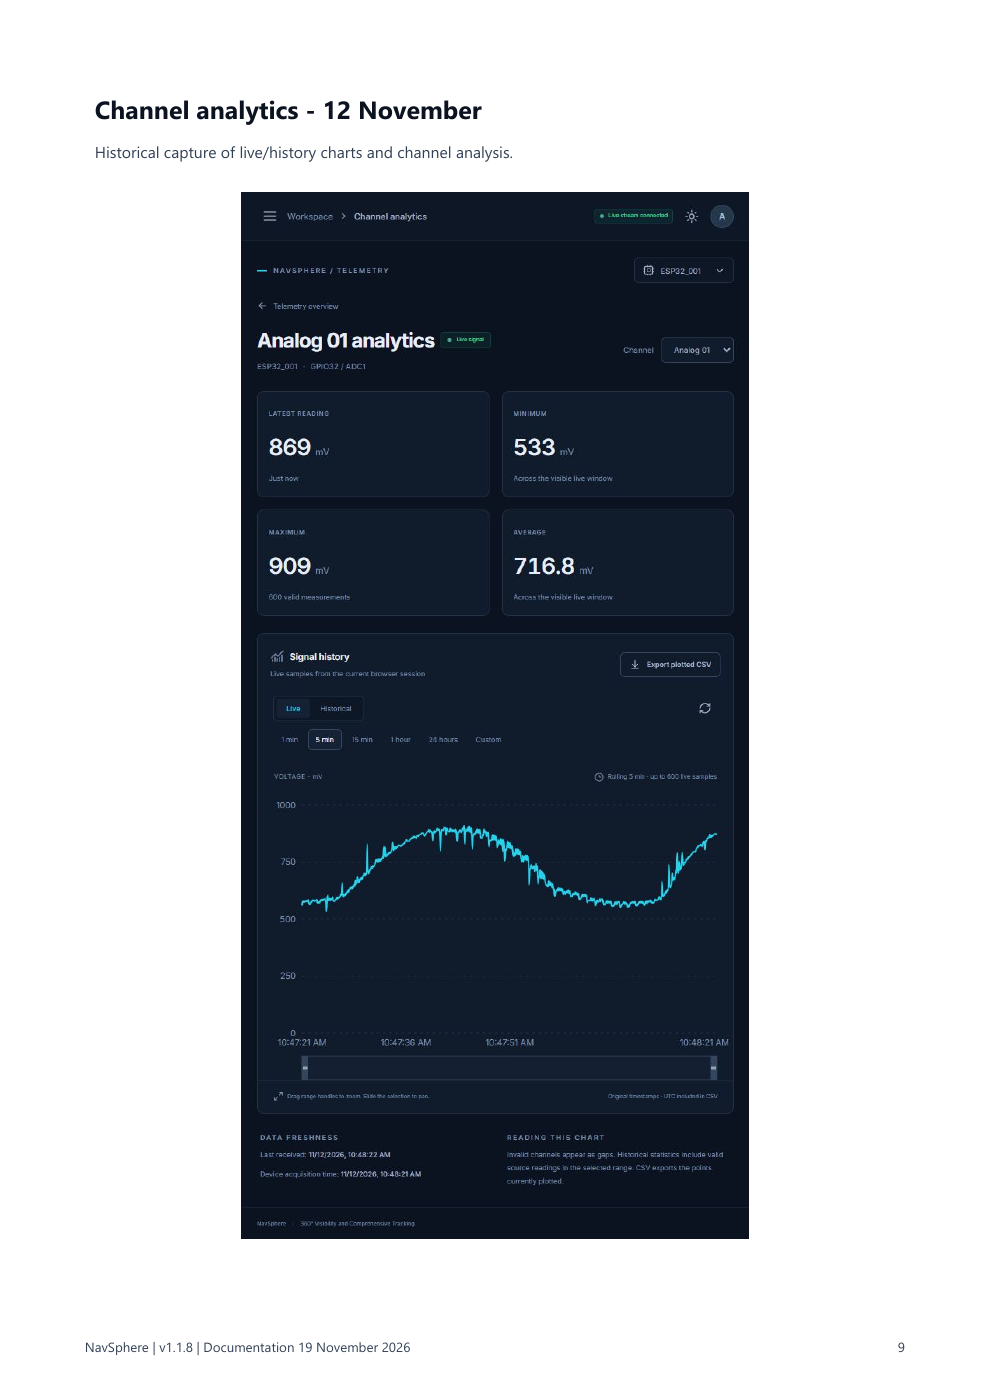 Channel analytics - 12 November
Historical capture of live/history charts and channel analysis.
Workspace > Channel analytics
Live stream connected
A
NAVSPHERE / TELEMETRY
ESP32_001
Telemetry overview
Analog 01 analytics
Live signal
Channel
Analog 01
ESP32_001 · GPIO32 / ADC1
LATEST READING
869 mV
Just now
MINIMUM
533 mV
Across the visible live window
MAXIMUM
909 mV
600 valid measurements
AVERAGE
716.8 mV
Across the visible live window
Signal history
Live samples from the current browser session
Export plotted CSV
Live
Historical
1 min
5 min
15 min
1 hour
24 hours
Custom
VOLTAGE · mV
Rolling 5 min · up to 600 live samples
1000
750
500
250
0
10:47:21 AM
10:47:36 AM
10:47:51 AM
10:48:21 AM
Drag range handles to zoom. Slide the selection to pan.
Original timestamps · UTC included in CSV
DATA FRESHNESS
Last received: 11/12/2026, 10:48:22 AM
Device acquisition time: 11/12/2026, 10:48:21 AM
READING THIS CHART
Invalid channels appear as gaps. Historical statistics include valid
source readings in the selected range. CSV exports the points
currently plotted.
NavSphere · 360° Visibility and Comprehensive Tracking
NavSphere | v1.1.8 | Documentation 19 November 2026
9